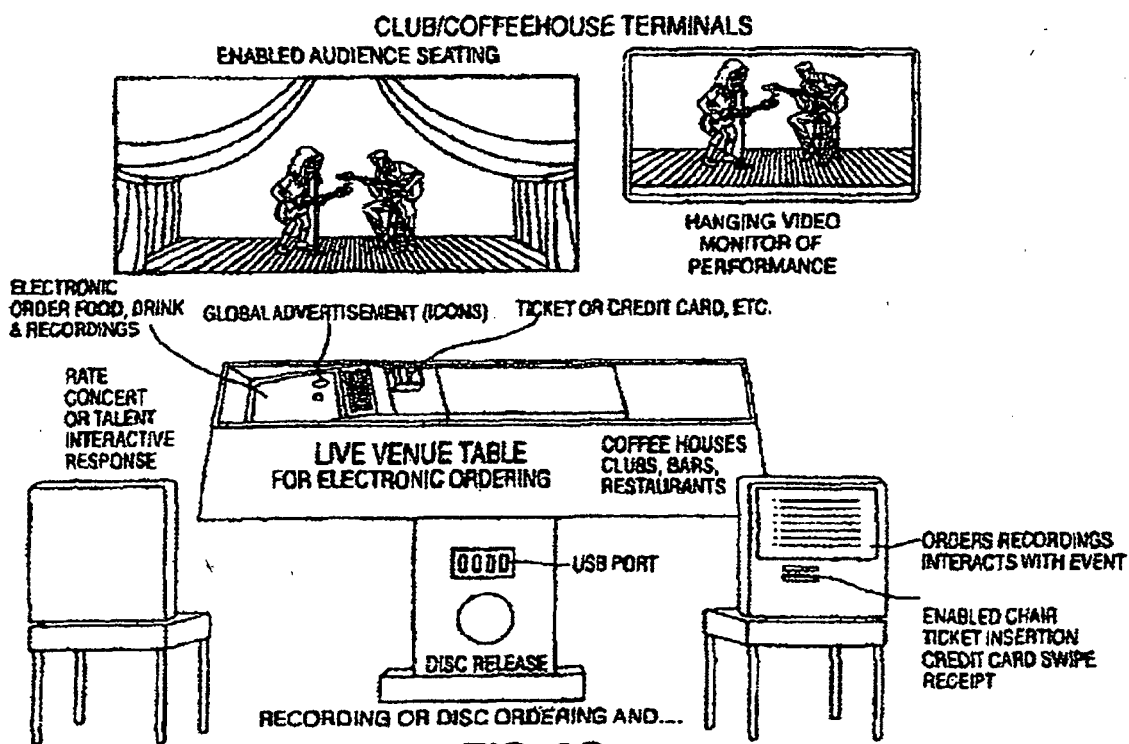 CLUB/COFFEEHOUSE TERMINALS
ENABLED AUDIENCE SEATING
HANGING VIDEO
MONITOR OF
PERFORMANCE
ELECTRONIC
ORDER FOOD, DRINK
& RECORDINGS
GLOBAL ADVERTISEMENT (ICONS)
TICKET OR CREDIT CARD, ETC.
RATE
CONCERT
OR TALENT
INTERACTIVE
RESPONSE
LIVE VENUE TABLE
FOR ELECTRONIC ORDERING
COFFEE HOUSES
CLUBS, BARS,
RESTAURANTS
USB PORT
DISC RELEASE
ORDERS RECORDINGS
INTERACTS WITH EVENT
ENABLED CHAIR
TICKET INSERTION
CREDIT CARD SWIPE
RECEIPT
RECORDING OR DISC ORDERING AND....